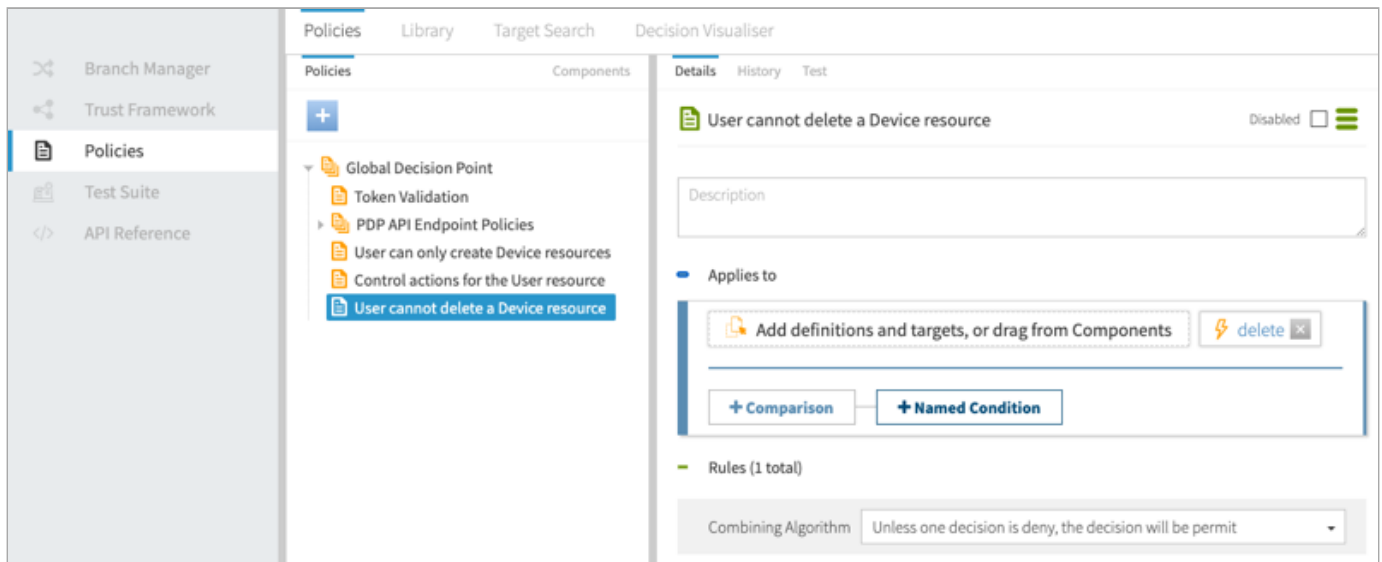 Policies Library Target Search Decision Visualiser
Branch Manager
Trust Framework
Policies
Test Suite
API Reference
Policies Components
+
Global Decision Point
Token Validation
PDP API Endpoint Policies
User can only create Device resources
Control actions for the User resource
User cannot delete a Device resource
Details History Test
User cannot delete a Device resource Disabled
Description
Applies to
Add definitions and targets, or drag from Components delete
+ Comparison + Named Condition
Rules (1 total)
Combining Algorithm Unless one decision is deny, the decision will be permit